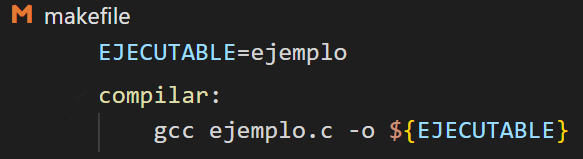 makefile
EJECUTABLE=ejemplo
compilar:
gcc ejemplo.c -o ${EJECUTABLE}